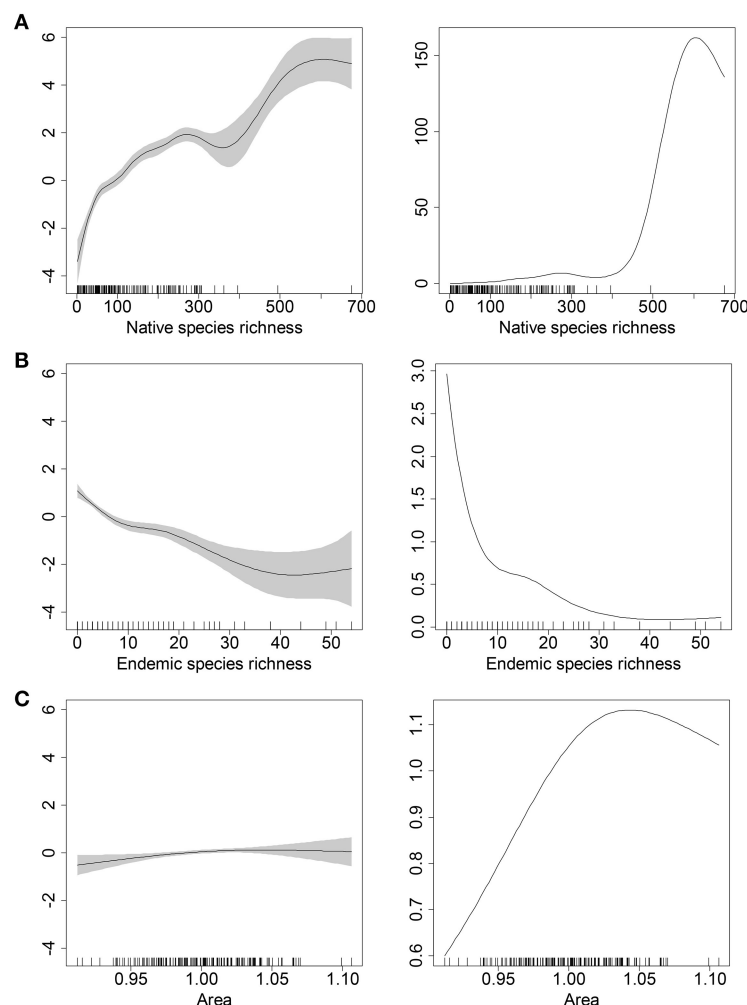 A
6
4
2
0
-2
-4
0 100 300 500 700
Native species richness
150
100
50
0
0 100 300 500 700
Native species richness
B
6
4
2
0
-2
-4
0 10 20 30 40 50
Endemic species richness
3.0
2.5
2.0
1.5
1.0
0.5
0.0
0 10 20 30 40 50
Endemic species richness
C
6
4
2
0
-2
-4
0.95 1.00 1.05 1.10
Area
1.1
1.0
0.9
0.8
0.7
0.6
0.95 1.00 1.05 1.10
Area